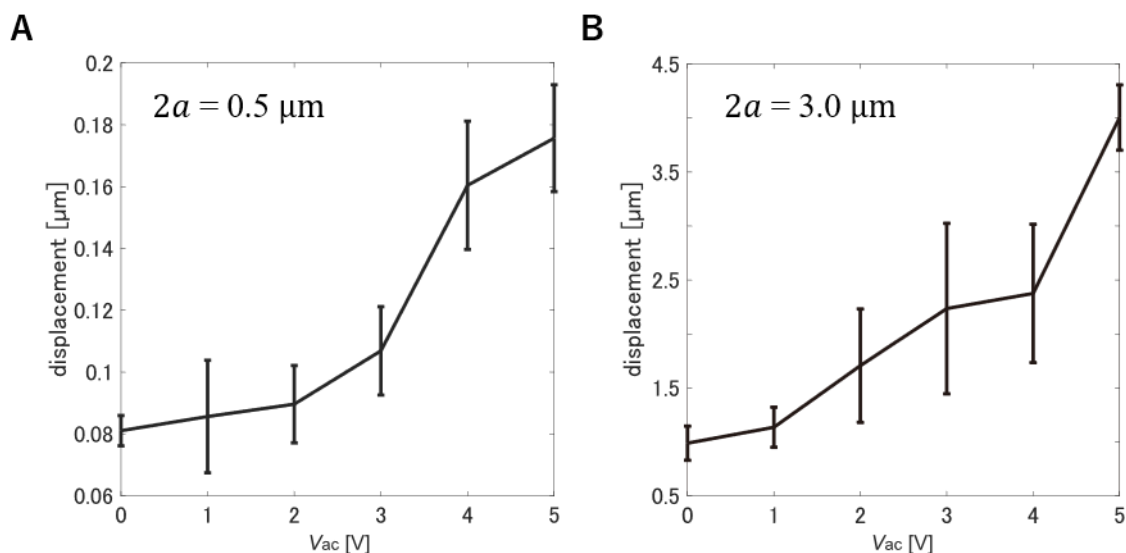 A
B
2a = 0.5 μm
displacement [μm]
0.2
0.18
0.16
0.14
0.12
0.1
0.08
0.06
0 1 2 3 4 5
Vac [V]
2a = 3.0 μm
displacement [μm]
4.5
3.5
2.5
1.5
0.5
0 1 2 3 4 5
Vac [V]